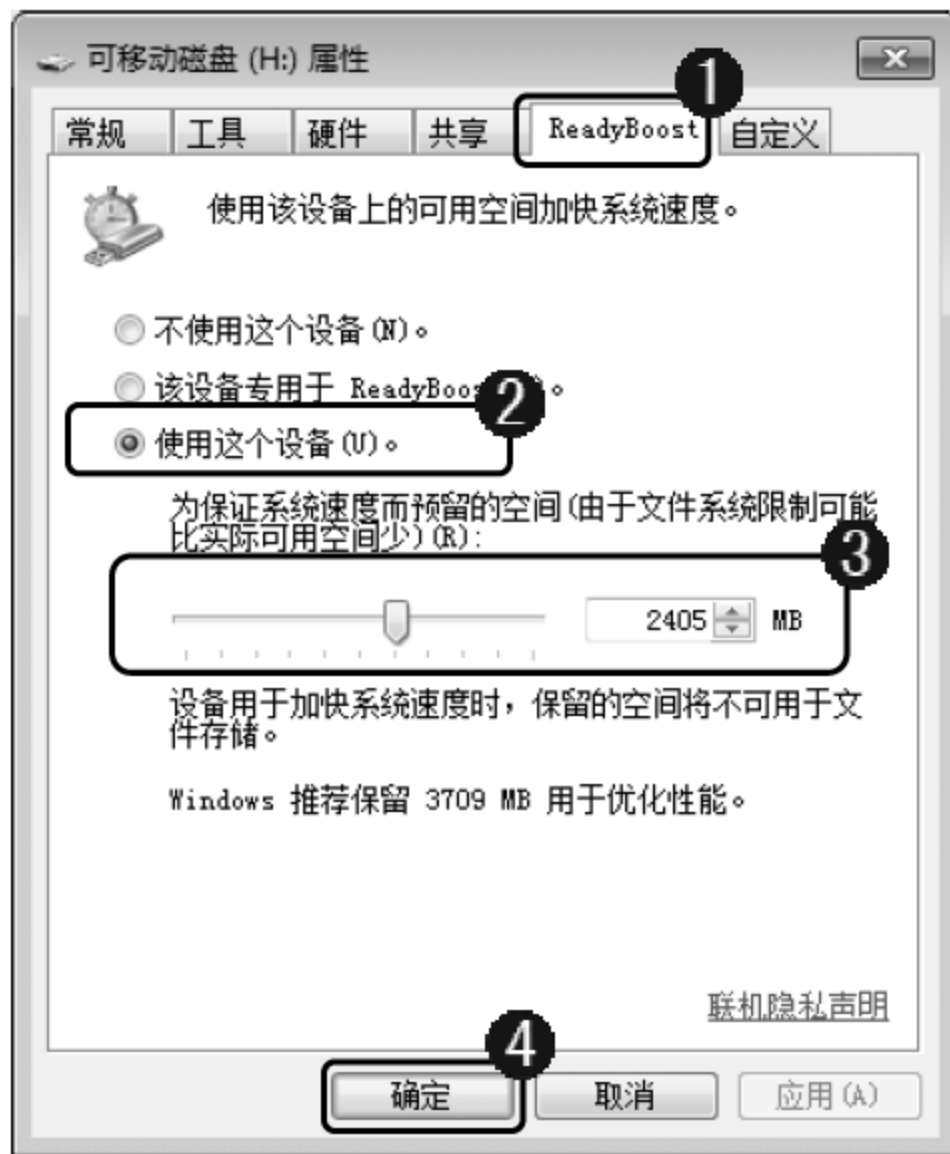 可移动磁盘 (H:) 属性
1
常规 工具 硬件 共享 ReadyBoost 自定义
使用该设备上的可用空间加快系统速度。
不使用这个设备(N)。
该设备专用于 。
2
使用这个设备(U)。
为保证系统速度而预留的空间(由于文件系统限制可能
比实际可用空间少)(R):
3
2405 MB
设备用于加快系统速度时，保留的空间将不可用于文
件存储。
Windows 推荐保留 3709 MB 用于优化性能。
联机隐私声明
4
确定 取消 应用(A)